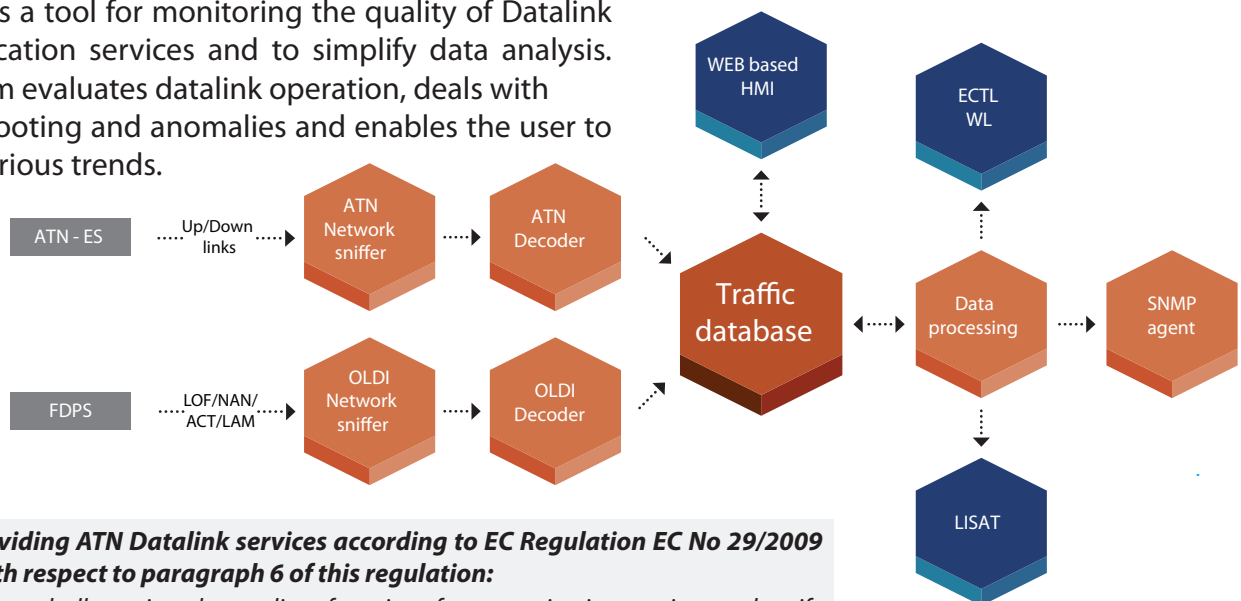 s a tool for monitoring the quality of Datalink
cation services and to simplify data analysis.
m evaluates datalink operation, deals with
ooting and anomalies and enables the user to
rious trends.
WEB based
HMI
ECTL
WL
ATN - ES
Up/Down
links
ATN
Network
sniffer
ATN
Decoder
Traffic
database
Data
processing
SNMP
agent
FDPS
LOF/NAN/
ACT/LAM
OLDI
Network
sniffer
OLDI
Decoder
LISAT
viding ATN Datalink services according to EC Regulation EC No 29/2009
th respect to paragraph 6 of this regulation: